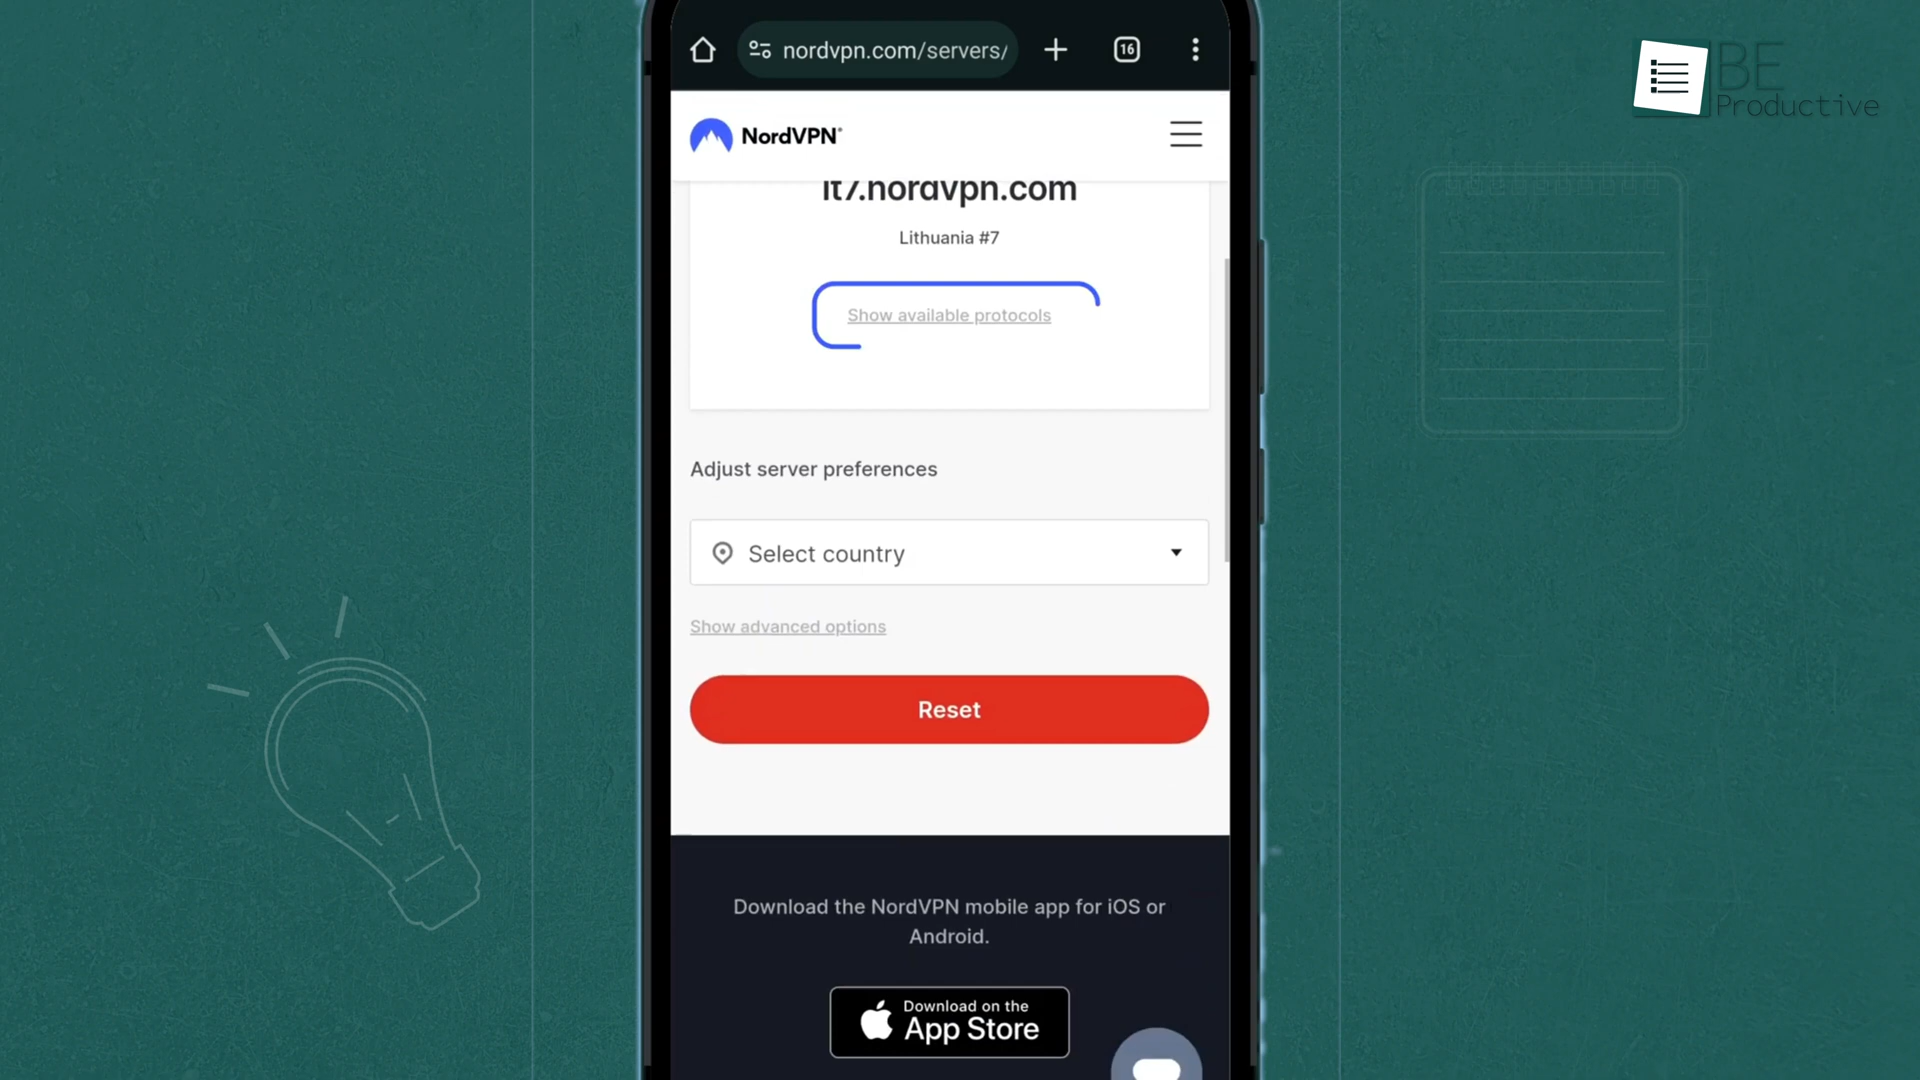 nordvpn.com/servers/
16
BE
Productive
NordVPN®
lt7.nordvpn.com
Lithuania #7
Show available protocols
Adjust server preferences
Select country
Show advanced options
Reset
Download the NordVPN mobile app for iOS or
Android.
Download on the
App Store